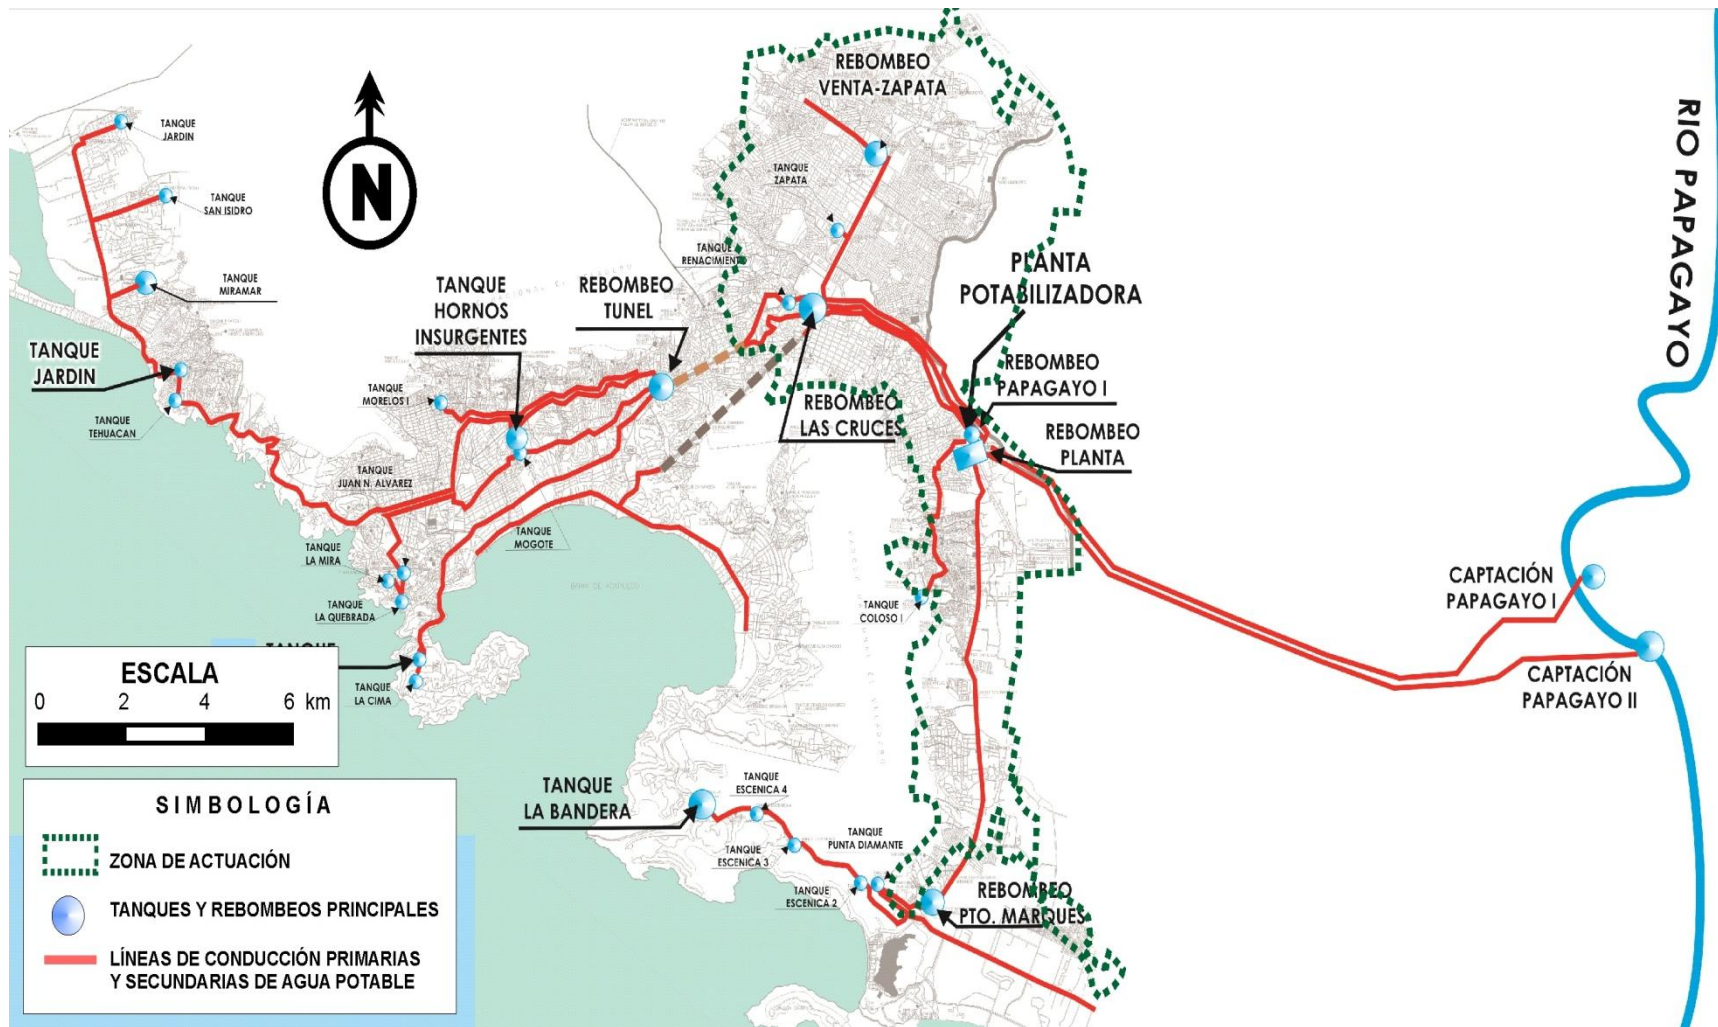 REBOMBEO
VENTA-ZAPATA
RIO PAPAGAYO
TANQUE
JARDIN
TANQUE
SAN ISIDRO
TANQUE
MIRAMAR
N
TANQUE
ZAPATA
TANQUE
RENACIMIENTO
TANQUE
HORNOS
INSURGENTES
REBOMBEO
TUNEL
PLANTA
POTABILIZADORA
TANQUE
JARDIN
REBOMBEO
PAPAGAYO I
TANQUE
MORELOS I
REBOMBEO
LAS CRUCES
REBOMBEO
PLANTA
TANQUE
TEHUACAN
TANQUE
JUAN N. ALVAREZ
TANQUE
MOGOTE
TANQUE
LA MIRA
TANQUE
LA QUEBRADA
TANQUE
COLOSO I
CAPTACIÓN
PAPAGAYO I
CAPTACIÓN
PAPAGAYO II
TANQUE
LA CIMA
ESCALA
0 2 4 6 km
TANQUE
LA BANDERA
TANQUE
ESCENICA 4
TANQUE
ESCENICA 3
TANQUE
PUNTA DIAMANTE
TANQUE
ESCENICA 2
REBOMBEO
PTO. MARQUES
SIMBOLOGÍA
ZONA DE ACTUACIÓN
TANQUES Y REBOMBEOS PRINCIPALES
LÍNEAS DE CONDUCCIÓN PRIMARIAS
Y SECUNDARIAS DE AGUA POTABLE